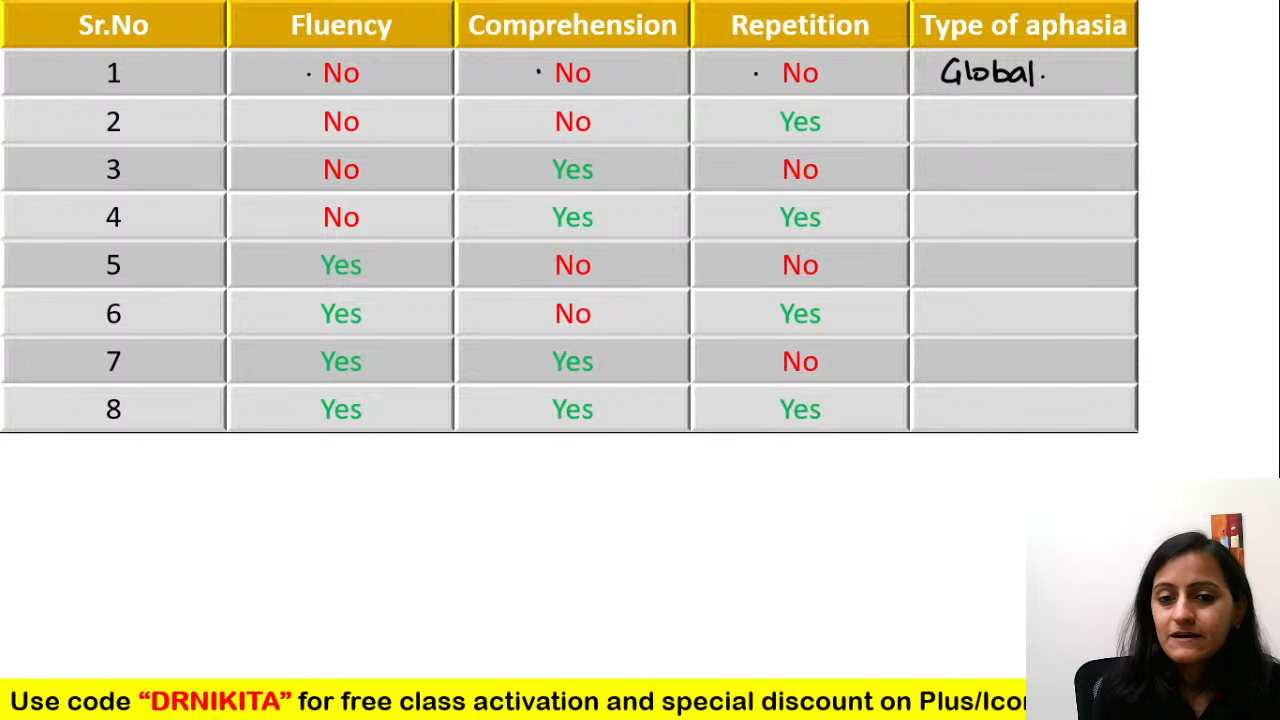 Sr.No Fluency Comprehension Repetition Type of aphasia
1 No No No Global.
2 No No Yes
3 No Yes No
4 No Yes Yes
5 Yes No No
6 Yes No Yes
7 Yes Yes No
8 Yes Yes Yes
Use code “DRNIKITA” for free class activation and special discount on Plus/Icon